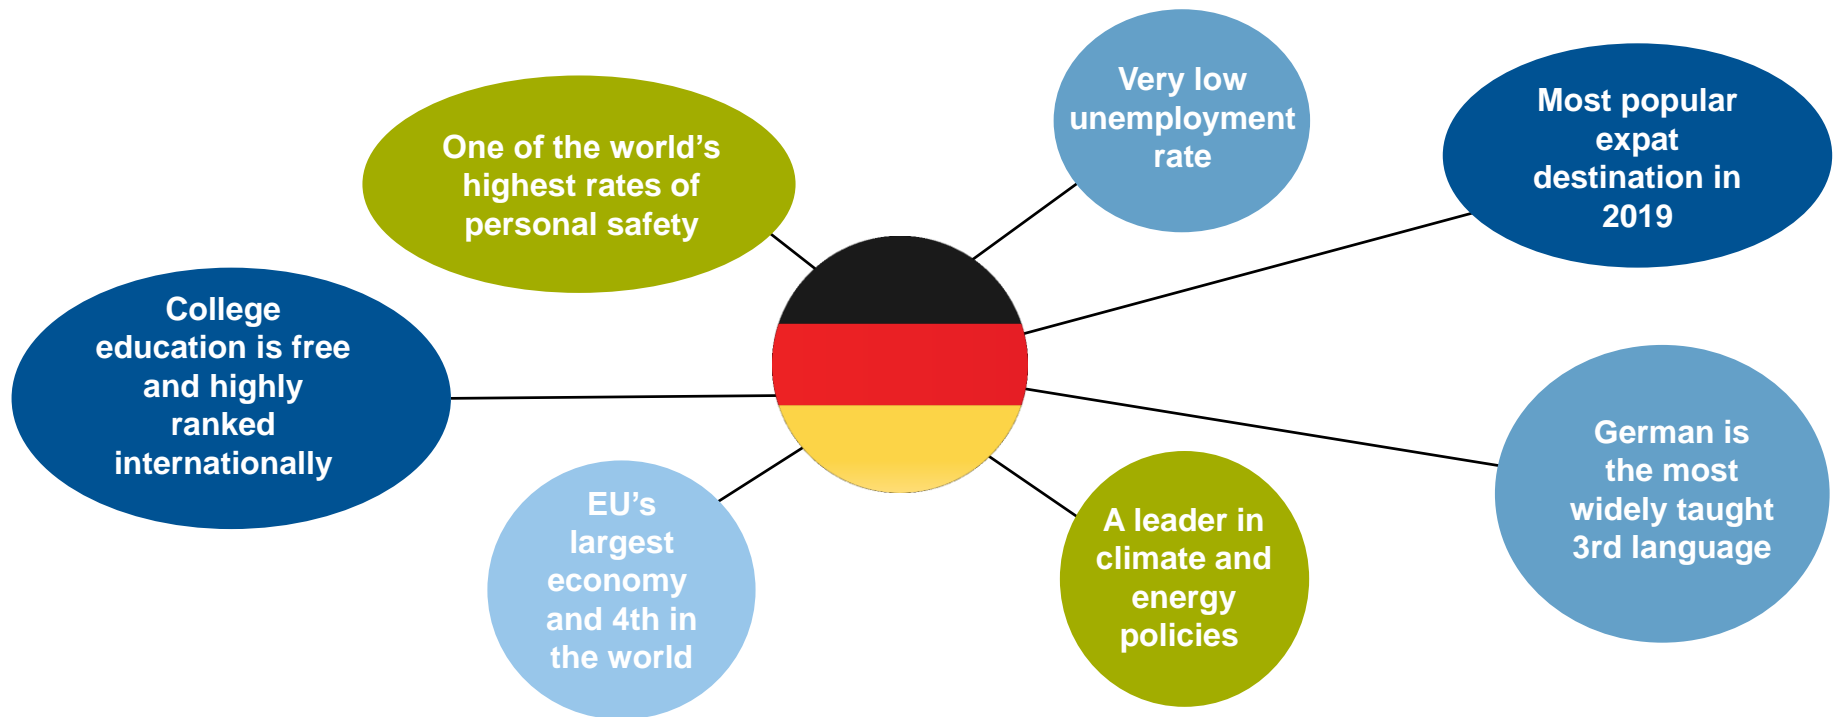 Very low
unemployment
rate
Most popular
expat
destination in
2019
One of the world’s
highest rates of
personal safety
College
education is free
and highly
ranked
internationally
German is
the most
widely taught
3rd language
EU’s
largest
economy
and 4th in
the world
A leader in
climate and
energy
policies